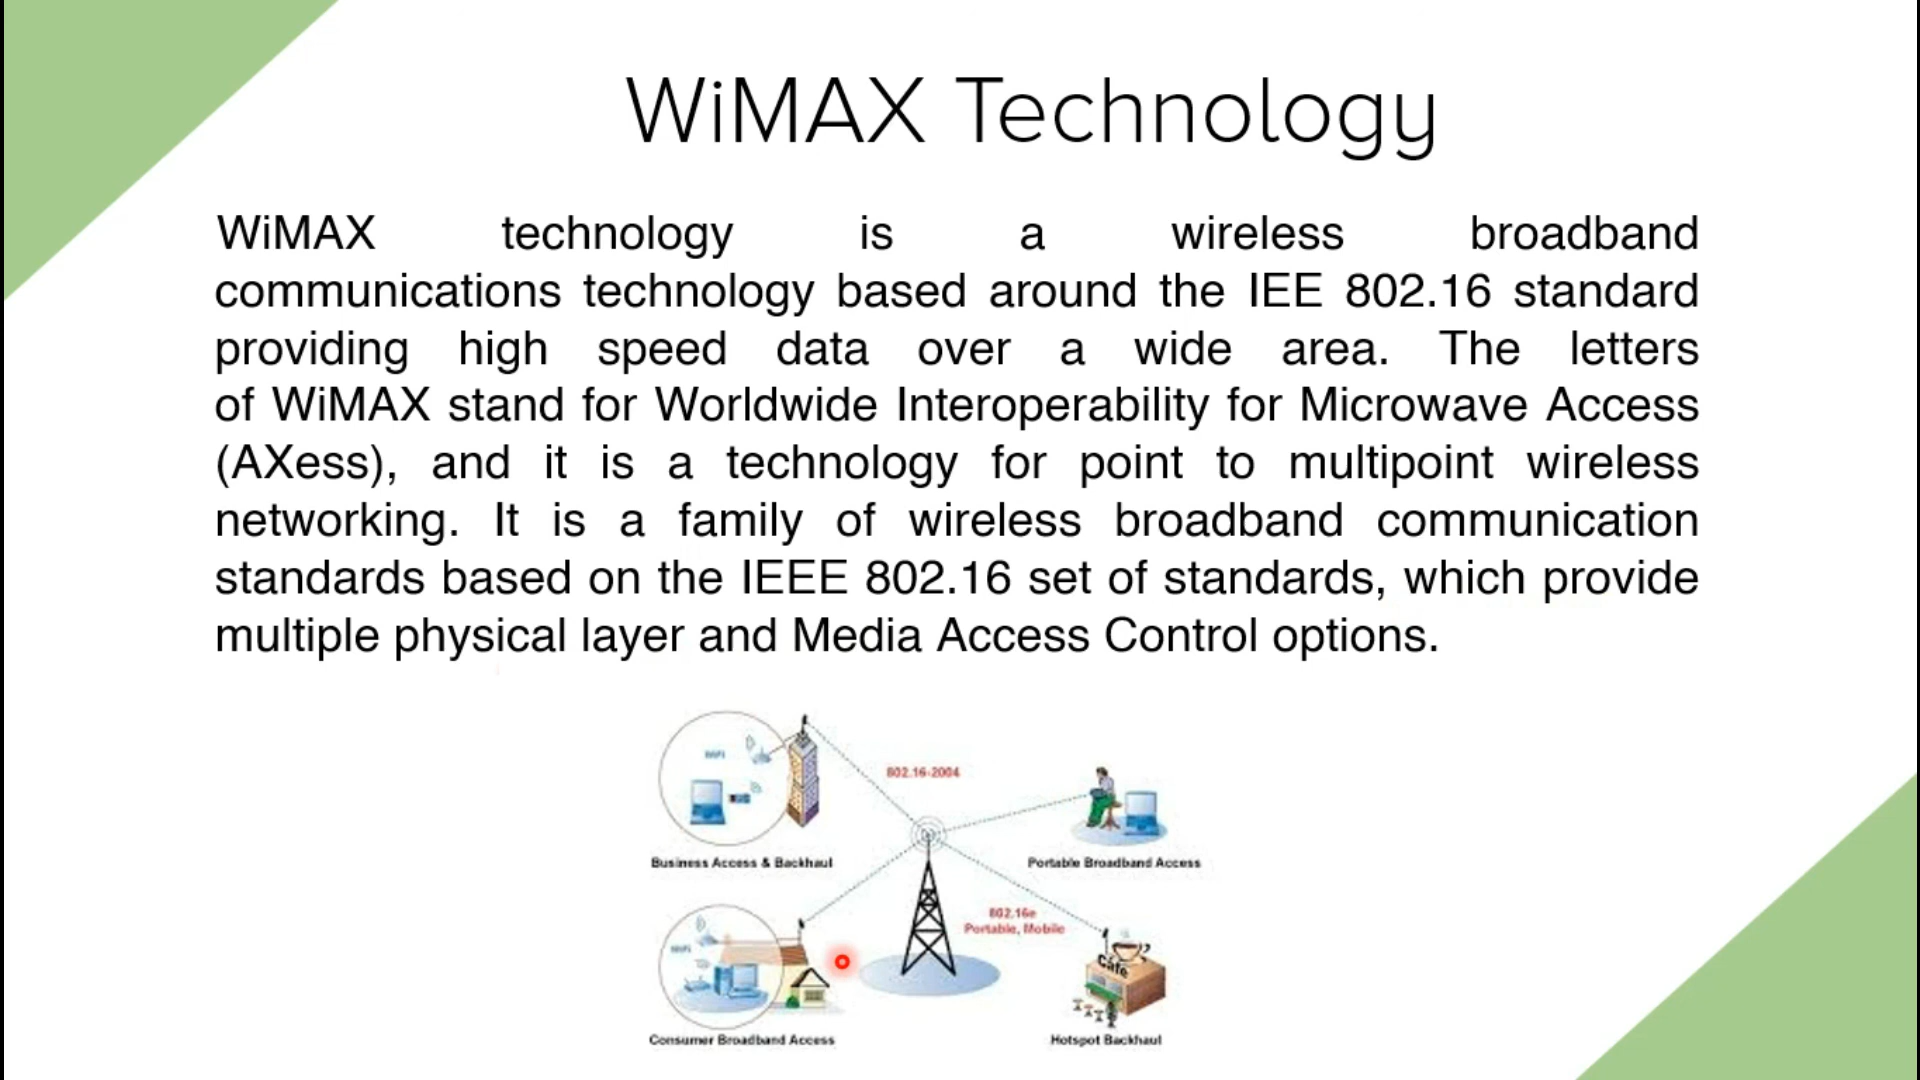 WiMAX Technology
WiMAX technology is a wireless broadband
communications technology based around the IEE 802.16 standard
providing high speed data over a wide area. The letters
of WiMAX stand for Worldwide Interoperability for Microwave Access
(AXess), and it is a technology for point to multipoint wireless
networking. It is a family of wireless broadband communication
standards based on the IEEE 802.16 set of standards, which provide
multiple physical layer and Media Access Control options.
WiFi
802.16-2004
Business Access & Backhaul
Portable Broadband Access
802.16e
Portable, Mobile
WiFi
Cafe
Consumer Broadband Access
Hotspot Backhaul